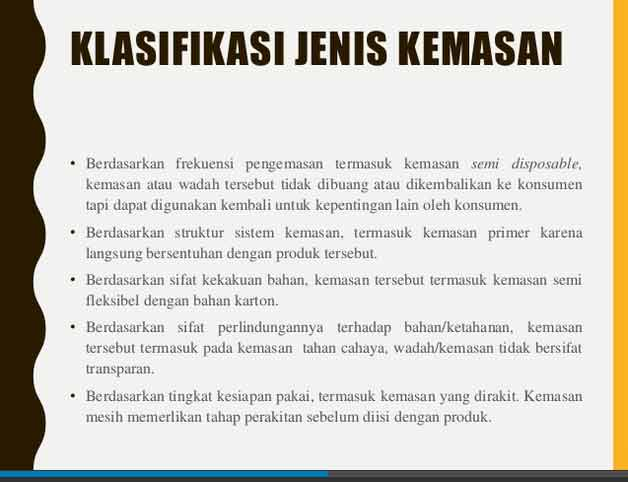 KLASIFIKASI JENIS KEMASAN
• Berdasarkan frekuensi pengemasan termasuk kemasan semi disposable,
kemasan atau wadah tersebut tidak dibuang atau dikembalikan ke konsumen
tapi dapat digunakan kembali untuk kepentingan lain oleh konsumen.
• Berdasarkan struktur sistem kemasan, termasuk kemasan primer karena
langsung bersentuhan dengan produk tersebut.
• Berdasarkan sifat kekakuan bahan, kemasan tersebut termasuk kemasan semi
fleksibel dengan bahan karton.
• Berdasarkan sifat perlindungannya terhadap bahan/ketahanan, kemasan
tersebut termasuk pada kemasan tahan cahaya, wadah/kemasan tidak bersifat
transparan.
• Berdasarkan tingkat kesiapan pakai, termasuk kemasan yang dirakit. Kemasan
mesih memerlikan tahap perakitan sebelum diisi dengan produk.